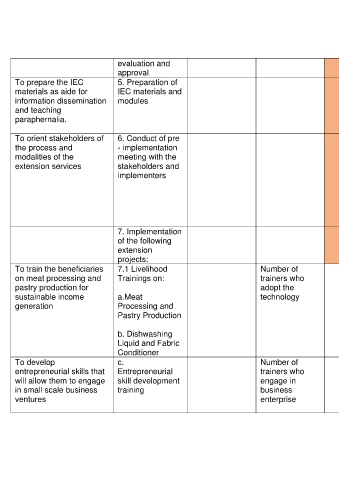 evaluation and
approval
To prepare the IEC
materials as aide for
information dissemination
and teaching
paraphernalia.
5. Preparation of
IEC materials and
modules
To orient stakeholders of
the process and
modalities of the
extension services
6. Conduct of pre
- implementation
meeting with the
stakeholders and
implementers
7. Implementation
of the following
extension
projects:
To train the beneficiaries
on meat processing and
pastry production for
sustainable income
generation
7.1 Livelihood
Trainings on:
a.Meat
Processing and
Pastry Production
b. Dishwashing
Liquid and Fabric
Conditioner
Number of
trainers who
adopt the
technology
To develop
entrepreneurial skills that
will allow them to engage
in small scale business
ventures
c.
Entrepreneurial
skill development
training
Number of
trainers who
engage in
business
enterprise